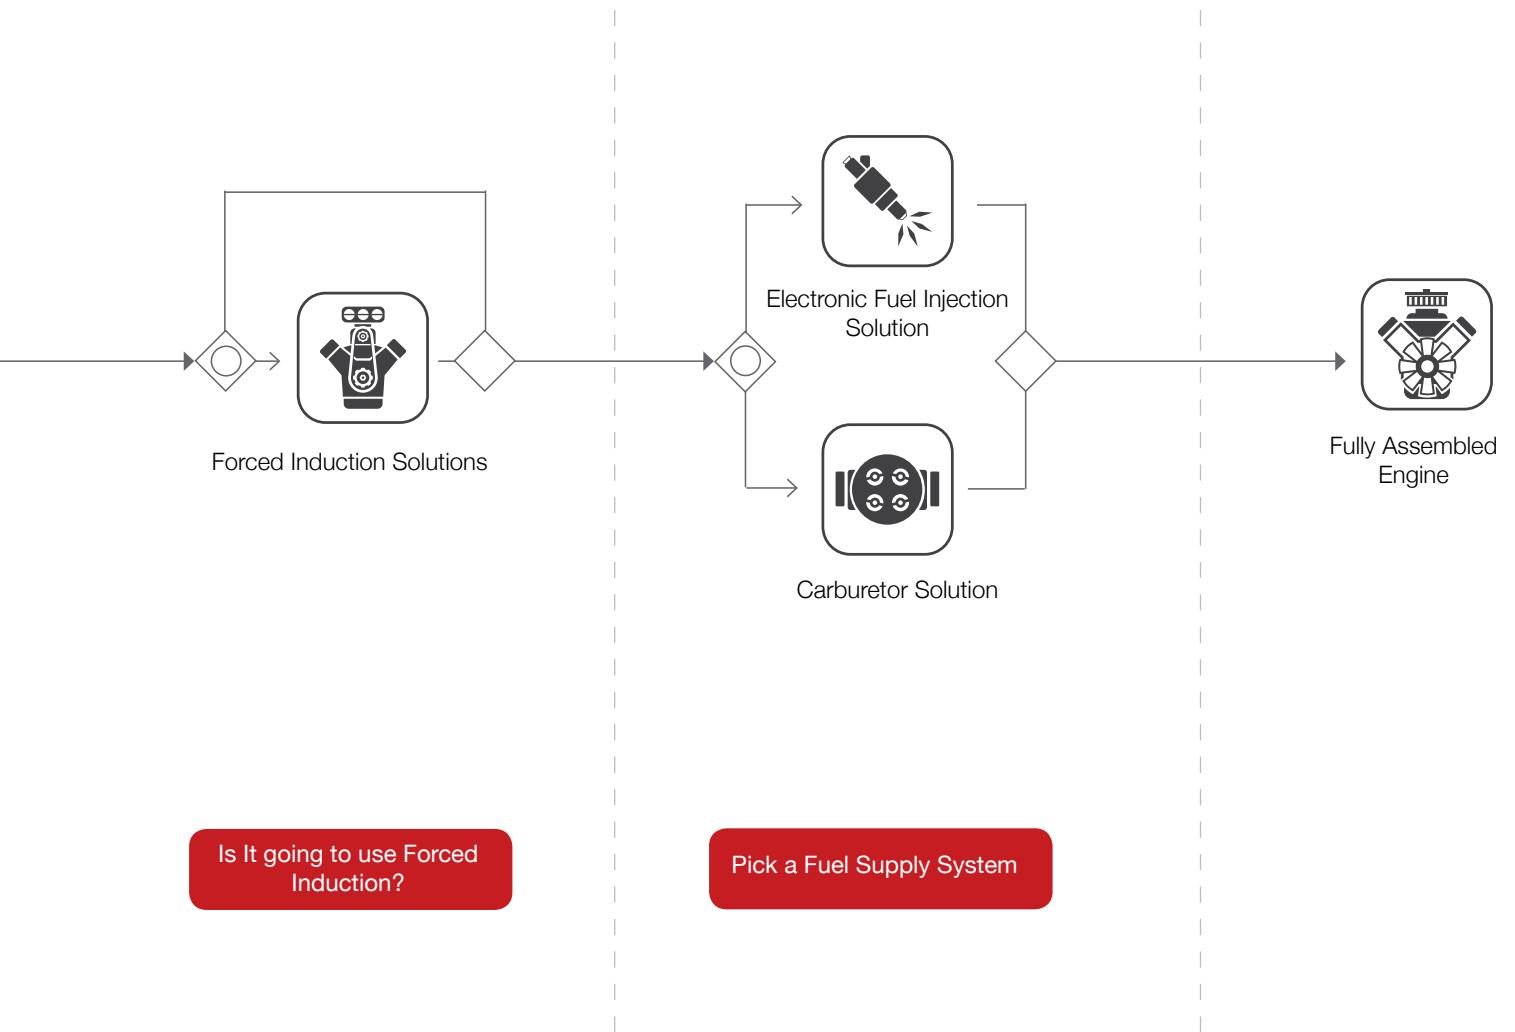 Electronic Fuel Injection
Solution
Forced Induction Solutions
Fully Assembled
Engine
Carburetor Solution
Is It going to use Forced
Induction?
Pick a Fuel Supply System